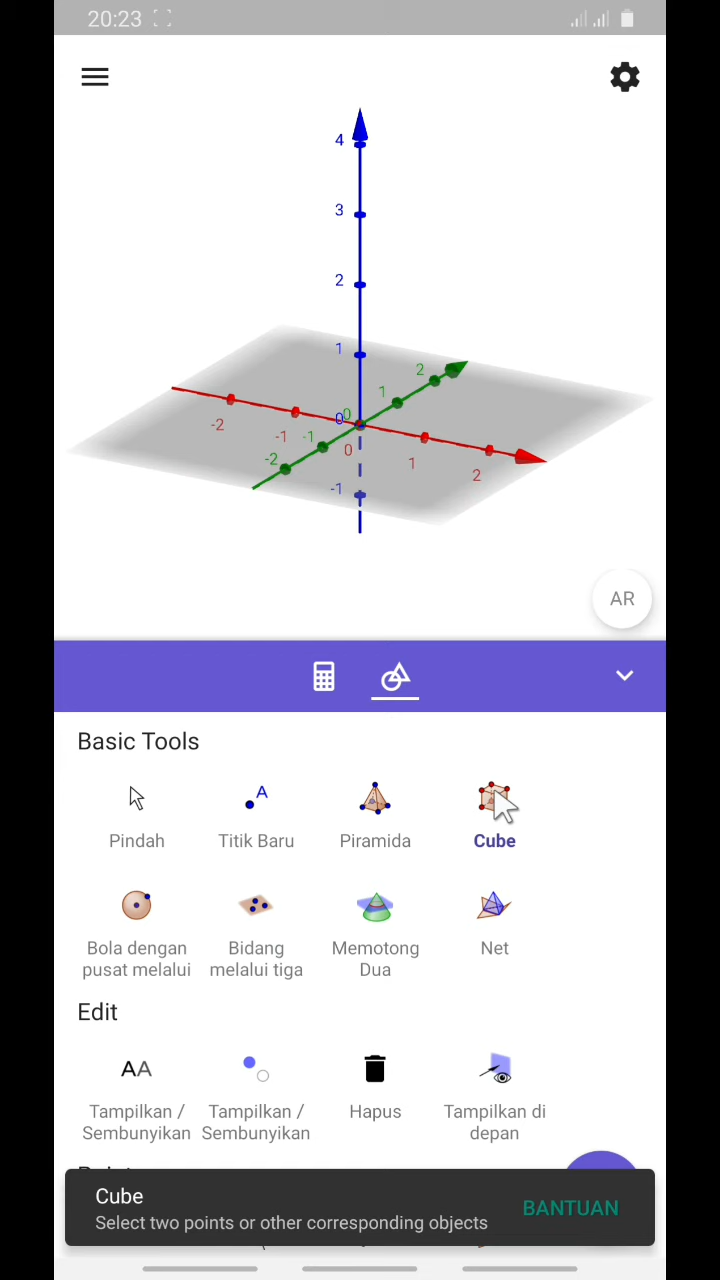 20:23
4
3
2
1
2
1
0
0
-2
-1
-1
0
-2
1
2
-1
AR
Basic Tools
A
Pindah
Titik Baru
Piramida
Cube
Bola dengan
pusat melalui
Bidang
melalui tiga
Memotong
Dua
Net
Edit
AA
Tampilkan /
Sembunyikan
Tampilkan /
Sembunyikan
Hapus
Tampilkan di
depan
Cube
Select two points or other corresponding objects
BANTUAN